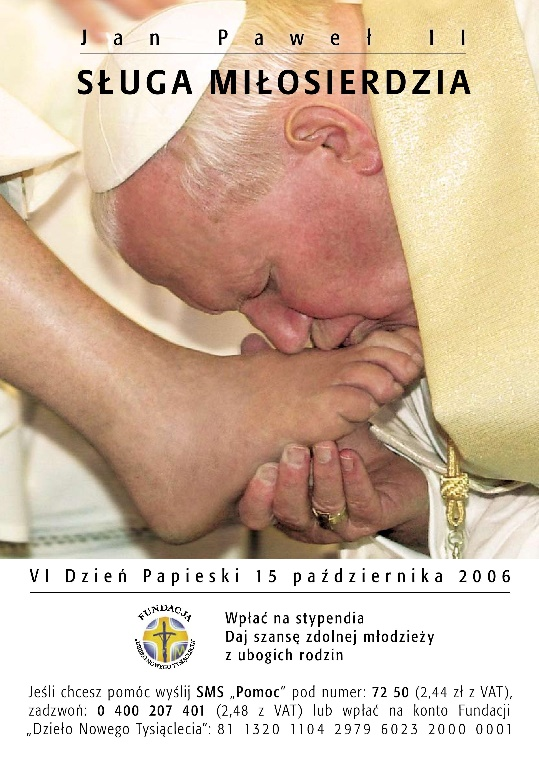 Jan Paweł II
SŁUGA MIŁOSIERDZIA
VI Dzień Papieski 15 października 2006
FUNDACJA
DZIEŁO NOWEGO TYSIĄCLECIA
Wpłać na stypendia
Daj szansę zdolnej młodzieży
z ubogich rodzin
Jeśli chcesz pomóc wyślij SMS „Pomoc” pod numer: 72 50 (2,44 zł z VAT),
zadzwoń: 0 400 207 401 (2,48 z VAT) lub wpłać na konto Fundacji
„Dzieło Nowego Tysiąclecia”: 81 1320 1104 2979 6023 2000 0001